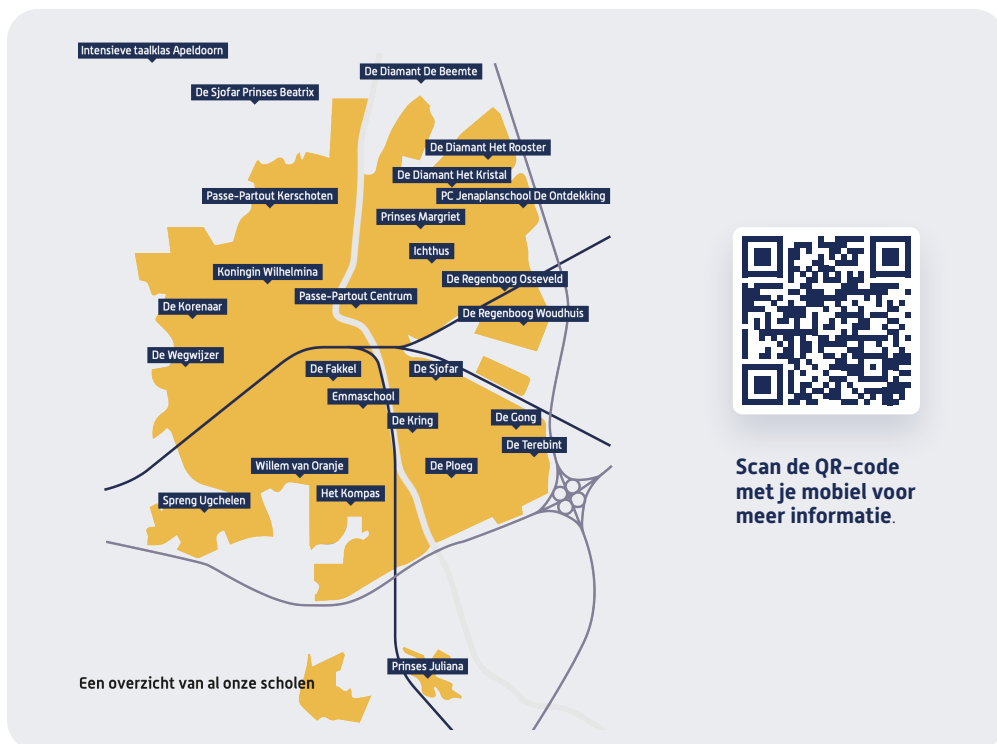 Intensieve taalklas Apeldoorn
De Diamant De Beemte
De Sjofar Prinses Beatrix
De Diamant Het Rooster
De Diamant Het Kristal
Passe-Partout Kerschoten
PC Jenaplanschool De Ontdekking
Prinses Margriet
Ichthus
Koningin Wilhelmina
De Regenboog Osseveld
Passe-Partout Centrum
De Korenaar
De Regenboog Woudhuis
De Wegwijzer
De Fakkel
De Sjofar
Emmaschool
De Kring
De Gong
De Terebint
Willem van Oranje
De Ploeg
Het Kompas
Spreng Ugchelen
Prinses Juliana
Een overzicht van al onze scholen
Scan de QR-code
met je mobiel voor
meer informatie.